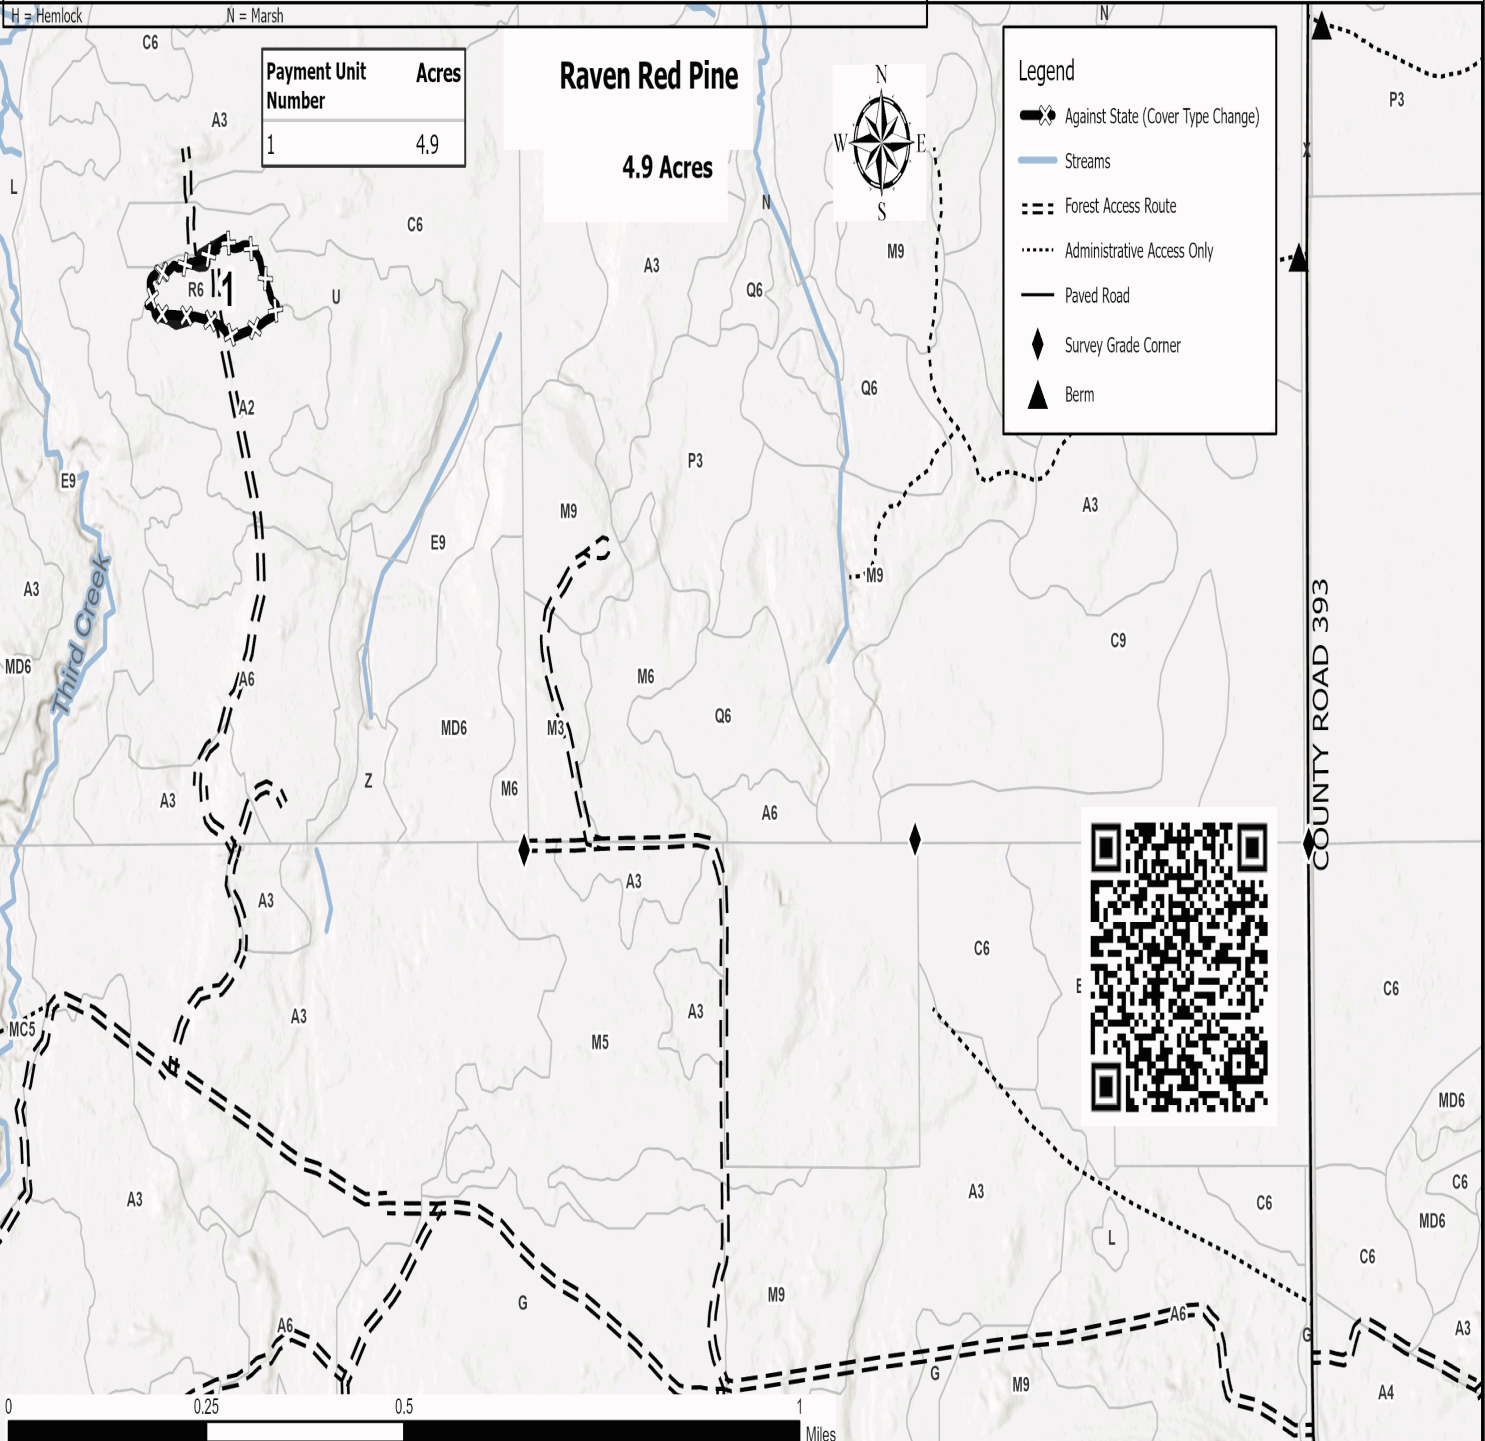 H = Hemlock N = Marsh
Payment Unit Number Acres
1 4.9
Raven Red Pine
4.9 Acres
N
W E
S
Legend
Against State (Cover Type Change)
Streams
Forest Access Route
Administrative Access Only
Paved Road
Survey Grade Corner
Berm
N
C6
P3
A3
X
L
N
C6
M9
A3
R6
1
U
Q6
Q6
A2
P3
E9
M9
A3
E9
M9
A3
Third Creek
COUNTY ROAD 393
C9
MD6
A6
M6
Q6
MD6
M3
Z
M6
A3
A6
A3
A3
C6
E
C6
A3
A3
MC5
M5
MD6
A3
A3
C6
C6
MD6
L
C6
M9
G
A6
A6
G
A3
G
M9
A4
0 0.25 0.5 1
Miles